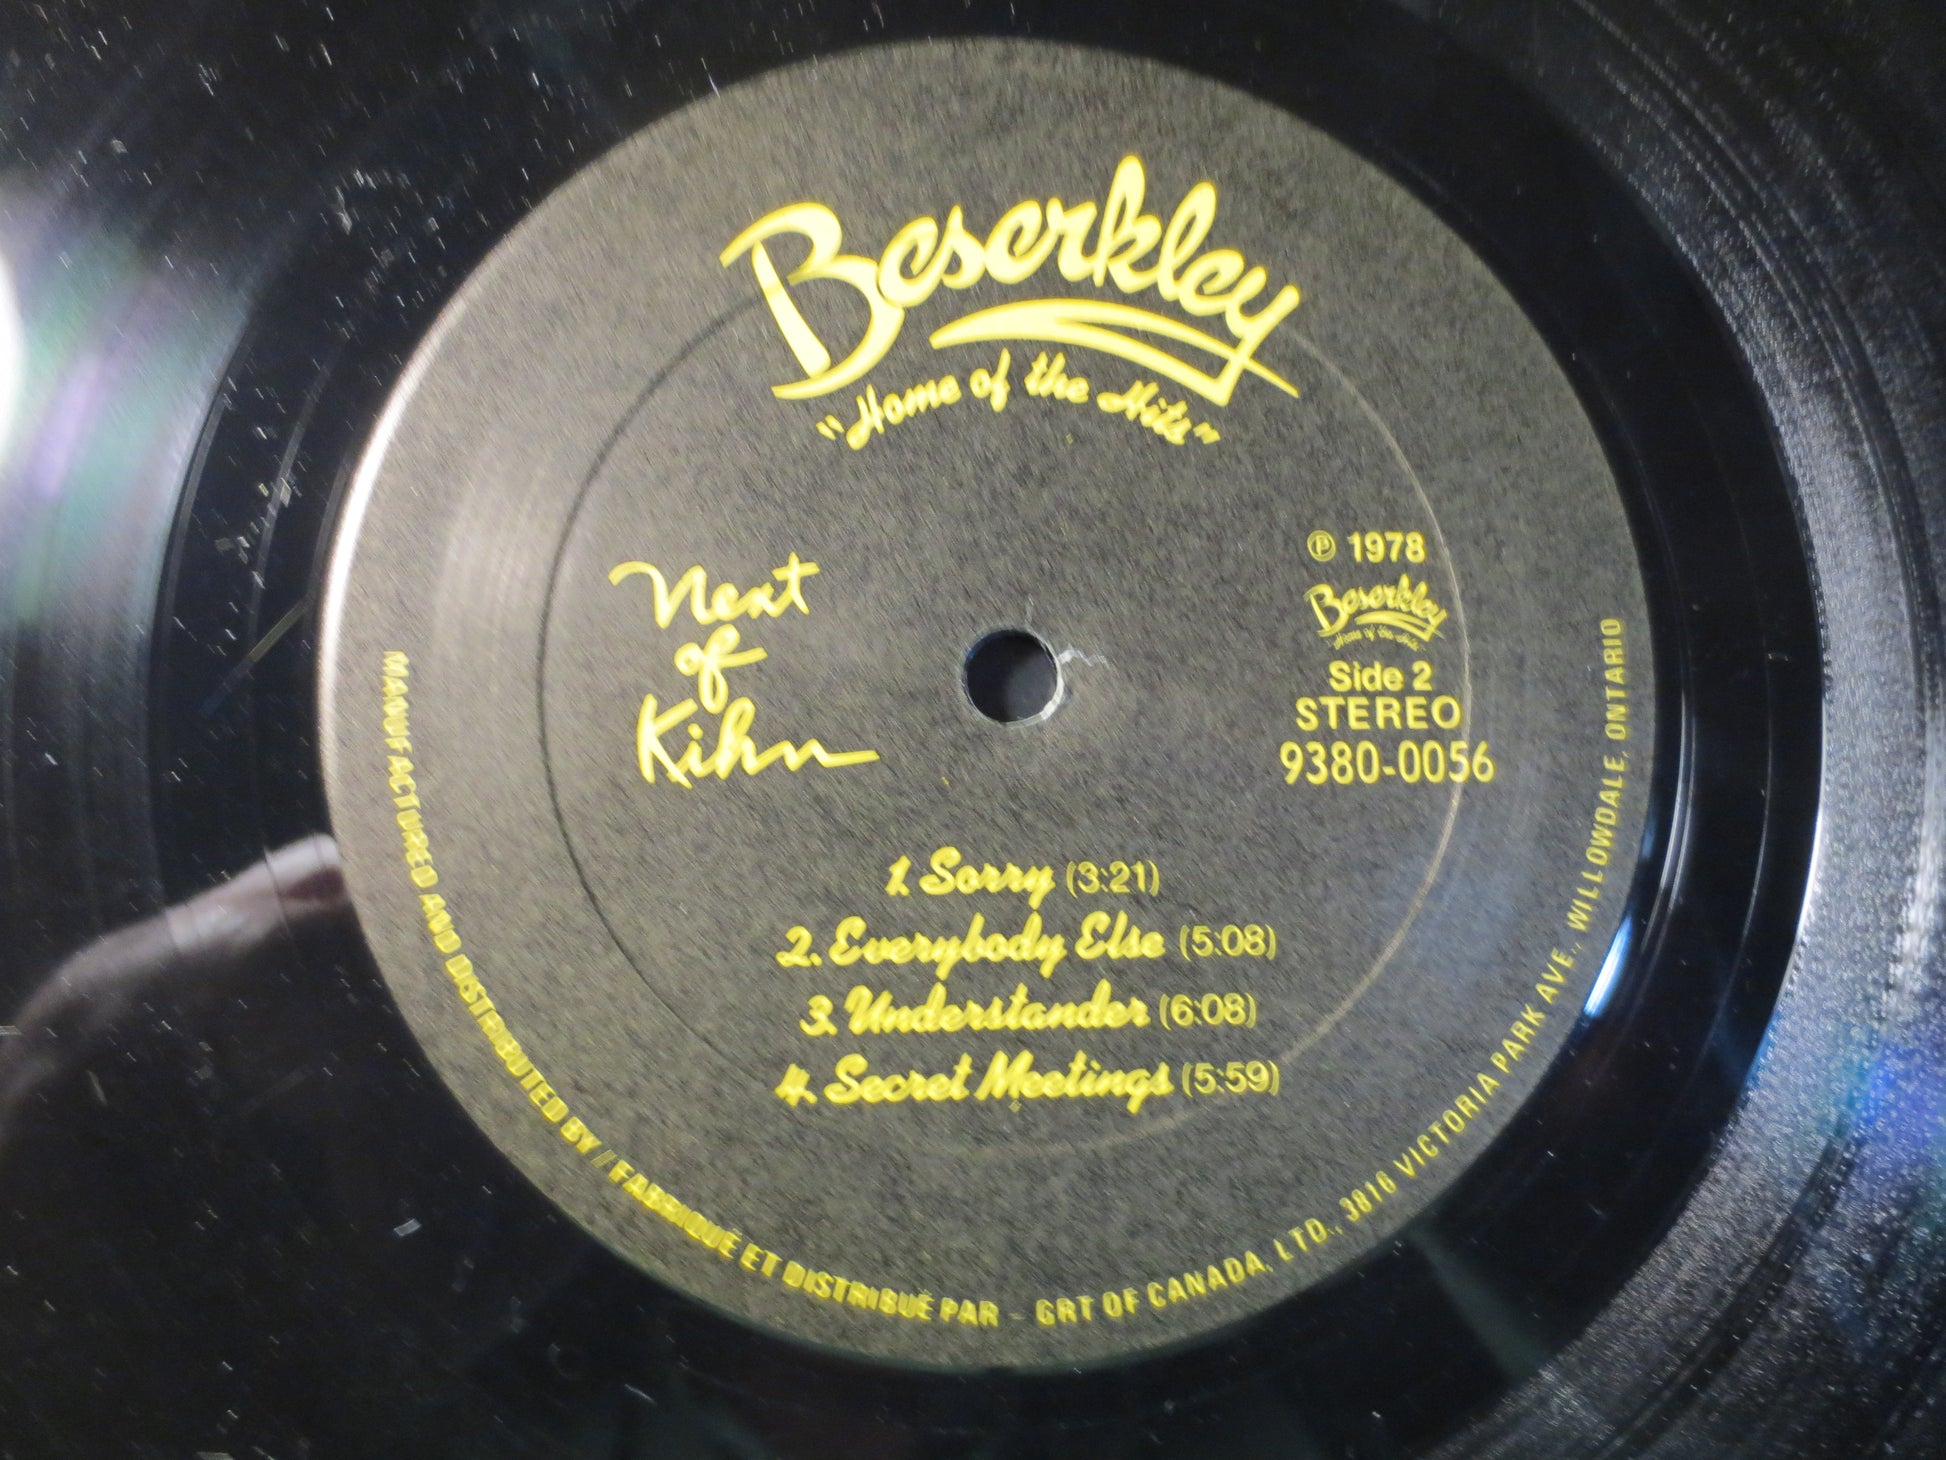 Beserkley
"Home of the Hits"
Next
of
Kihn
℗ 1978
Beserkley
Home of the Hits
Side 2
STEREO
9380-0056
1. Sorry (3:21)
2. Everybody Else (5:08)
3. Understander (6:08)
4. Secret Meetings (5:59)
MANUFACTURED AND DISTRIBUTED BY / FABRIQUÉ ET DISTRIBUÉ PAR - GRT OF CANADA, LTD., 3816 VICTORIA PARK AVE., WILLOWDALE, ONTARIO